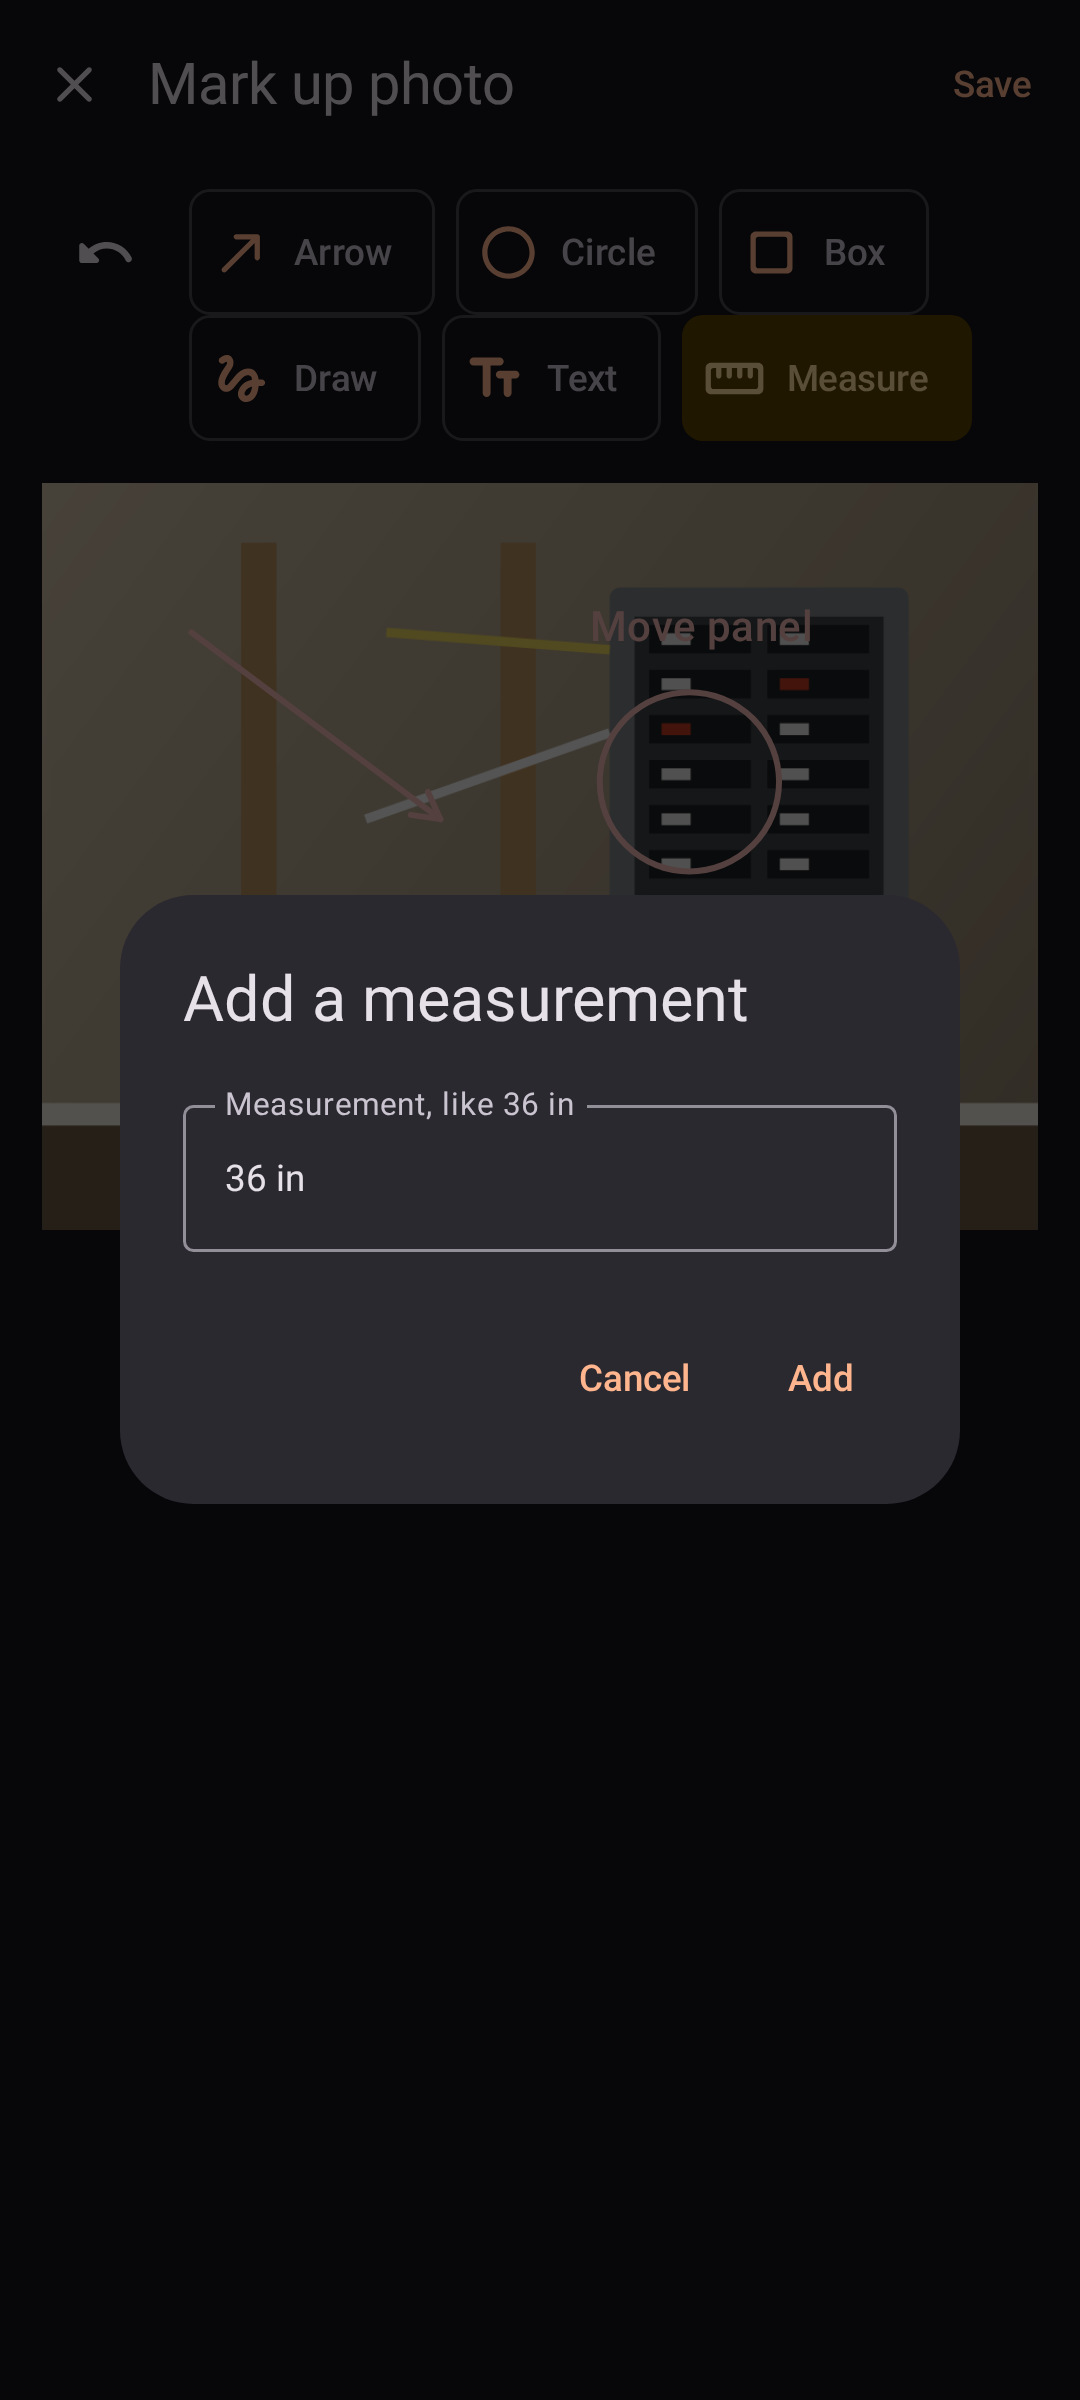 Mark up photo
Save
Arrow
Circle
Box
Draw
Text
Measure
Move panel
Add a measurement
Measurement, like 36 in
36 in
Cancel
Add